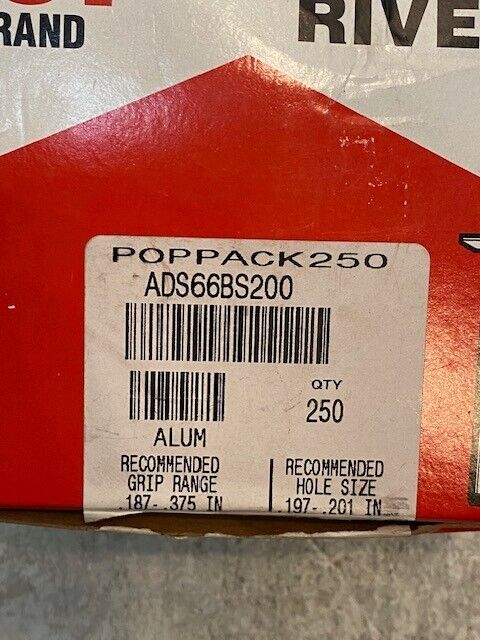 RAND
RIVE
POPPACK250
ADS66BS200
QTY
250
ALUM
RECOMMENDED
GRIP RANGE
.187-.375 IN
RECOMMENDED
HOLE SIZE
.197-.201 IN